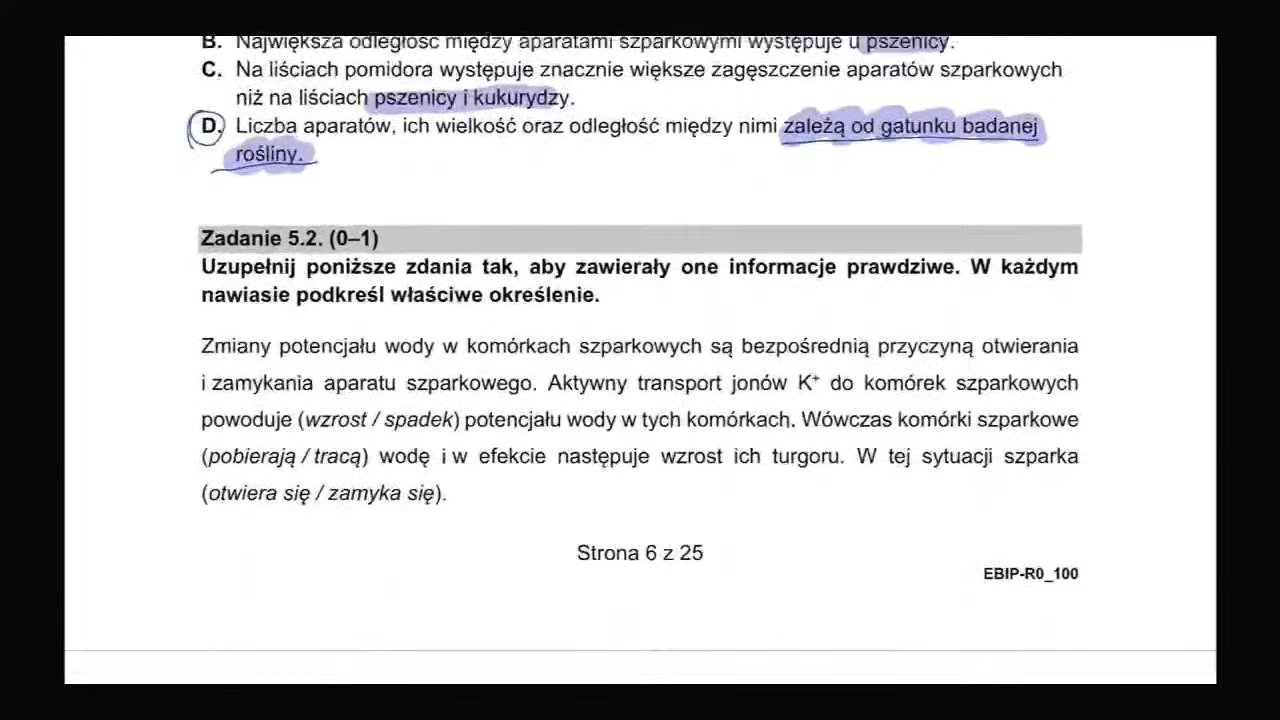 B. Największa odległość między aparatami szparkowymi występuje u pszenicy.
C. Na liściach pomidora występuje znacznie większe zagęszczenie aparatów szparkowych
niż na liściach pszenicy i kukurydzy.
D. Liczba aparatów, ich wielkość oraz odległość między nimi zależą od gatunku badanej
rośliny.
Zadanie 5.2. (0–1)
Uzupełnij poniższe zdania tak, aby zawierały one informacje prawdziwe. W każdym
nawiasie podkreśl właściwe określenie.
Zmiany potencjału wody w komórkach szparkowych są bezpośrednią przyczyną otwierania
i zamykania aparatu szparkowego. Aktywny transport jonów K⁺ do komórek szparkowych
powoduje (wzrost / spadek) potencjału wody w tych komórkach. Wówczas komórki szparkowe
(pobierają / tracą) wodę i w efekcie następuje wzrost ich turgoru. W tej sytuacji szparka
(otwiera się / zamyka się).
Strona 6 z 25
EBIP-R0_100